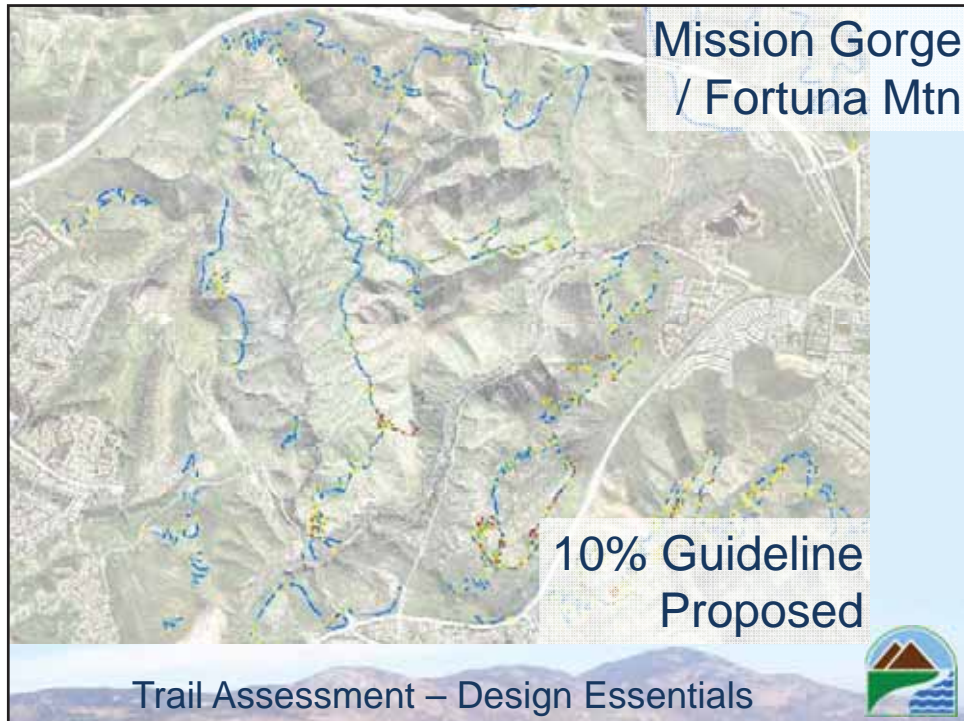 Mission Gorge
/ Fortuna Mtn
10% Guideline
Proposed
Trail Assessment – Design Essentials